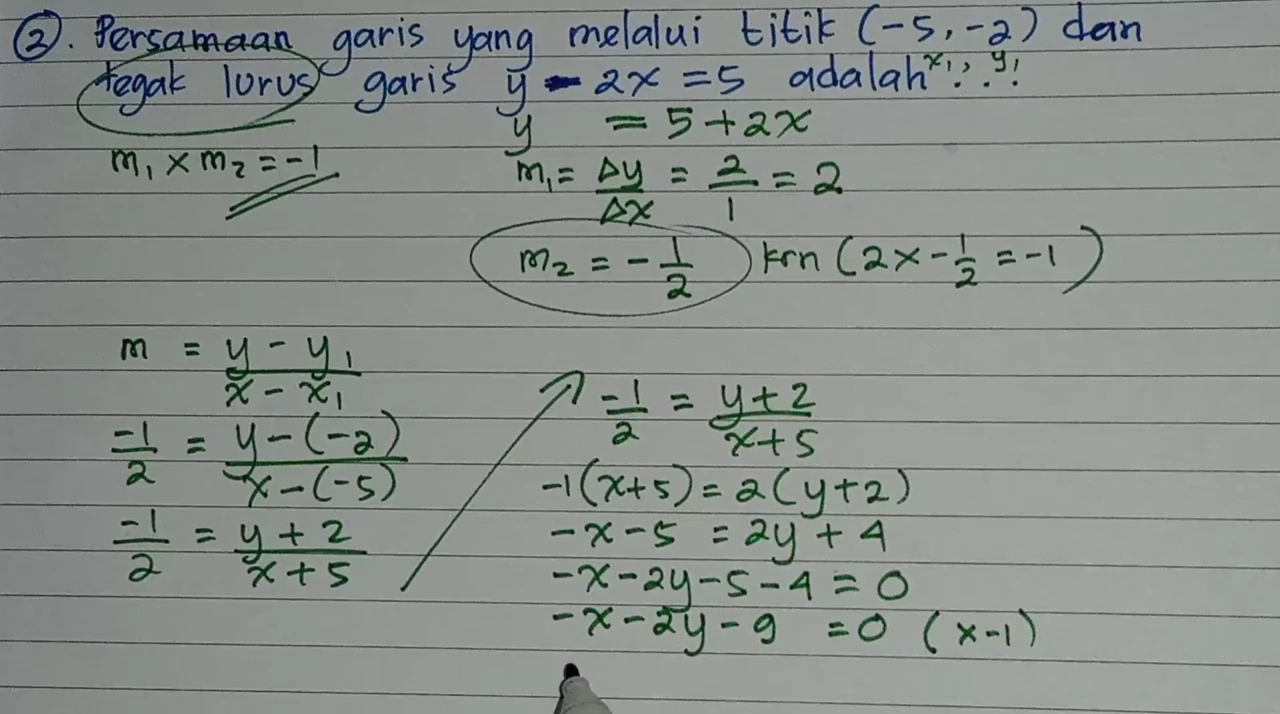 ②. Persamaan garis yang melalui titik (-5,-2) dan
tegak lurus garis y - 2x = 5 adalah...
x₁, y₁
y = 5 + 2x
m₁ x m₂ = -1
m₁ = Δy/Δx = 2/1 = 2
m₂ = -1/2 krn (2x-1/2 = -1)
m = y - y₁/x - x₁
-1/2 = y-(-2)/x-(-5)
-1/2 = y + 2/x + 5
-1/2 = y+2/x+5
-1(x+5) = 2(y+2)
-x-5 = 2y + 4
-x-2y-5-4 = 0
-x-2y-9 = 0 (x-1)